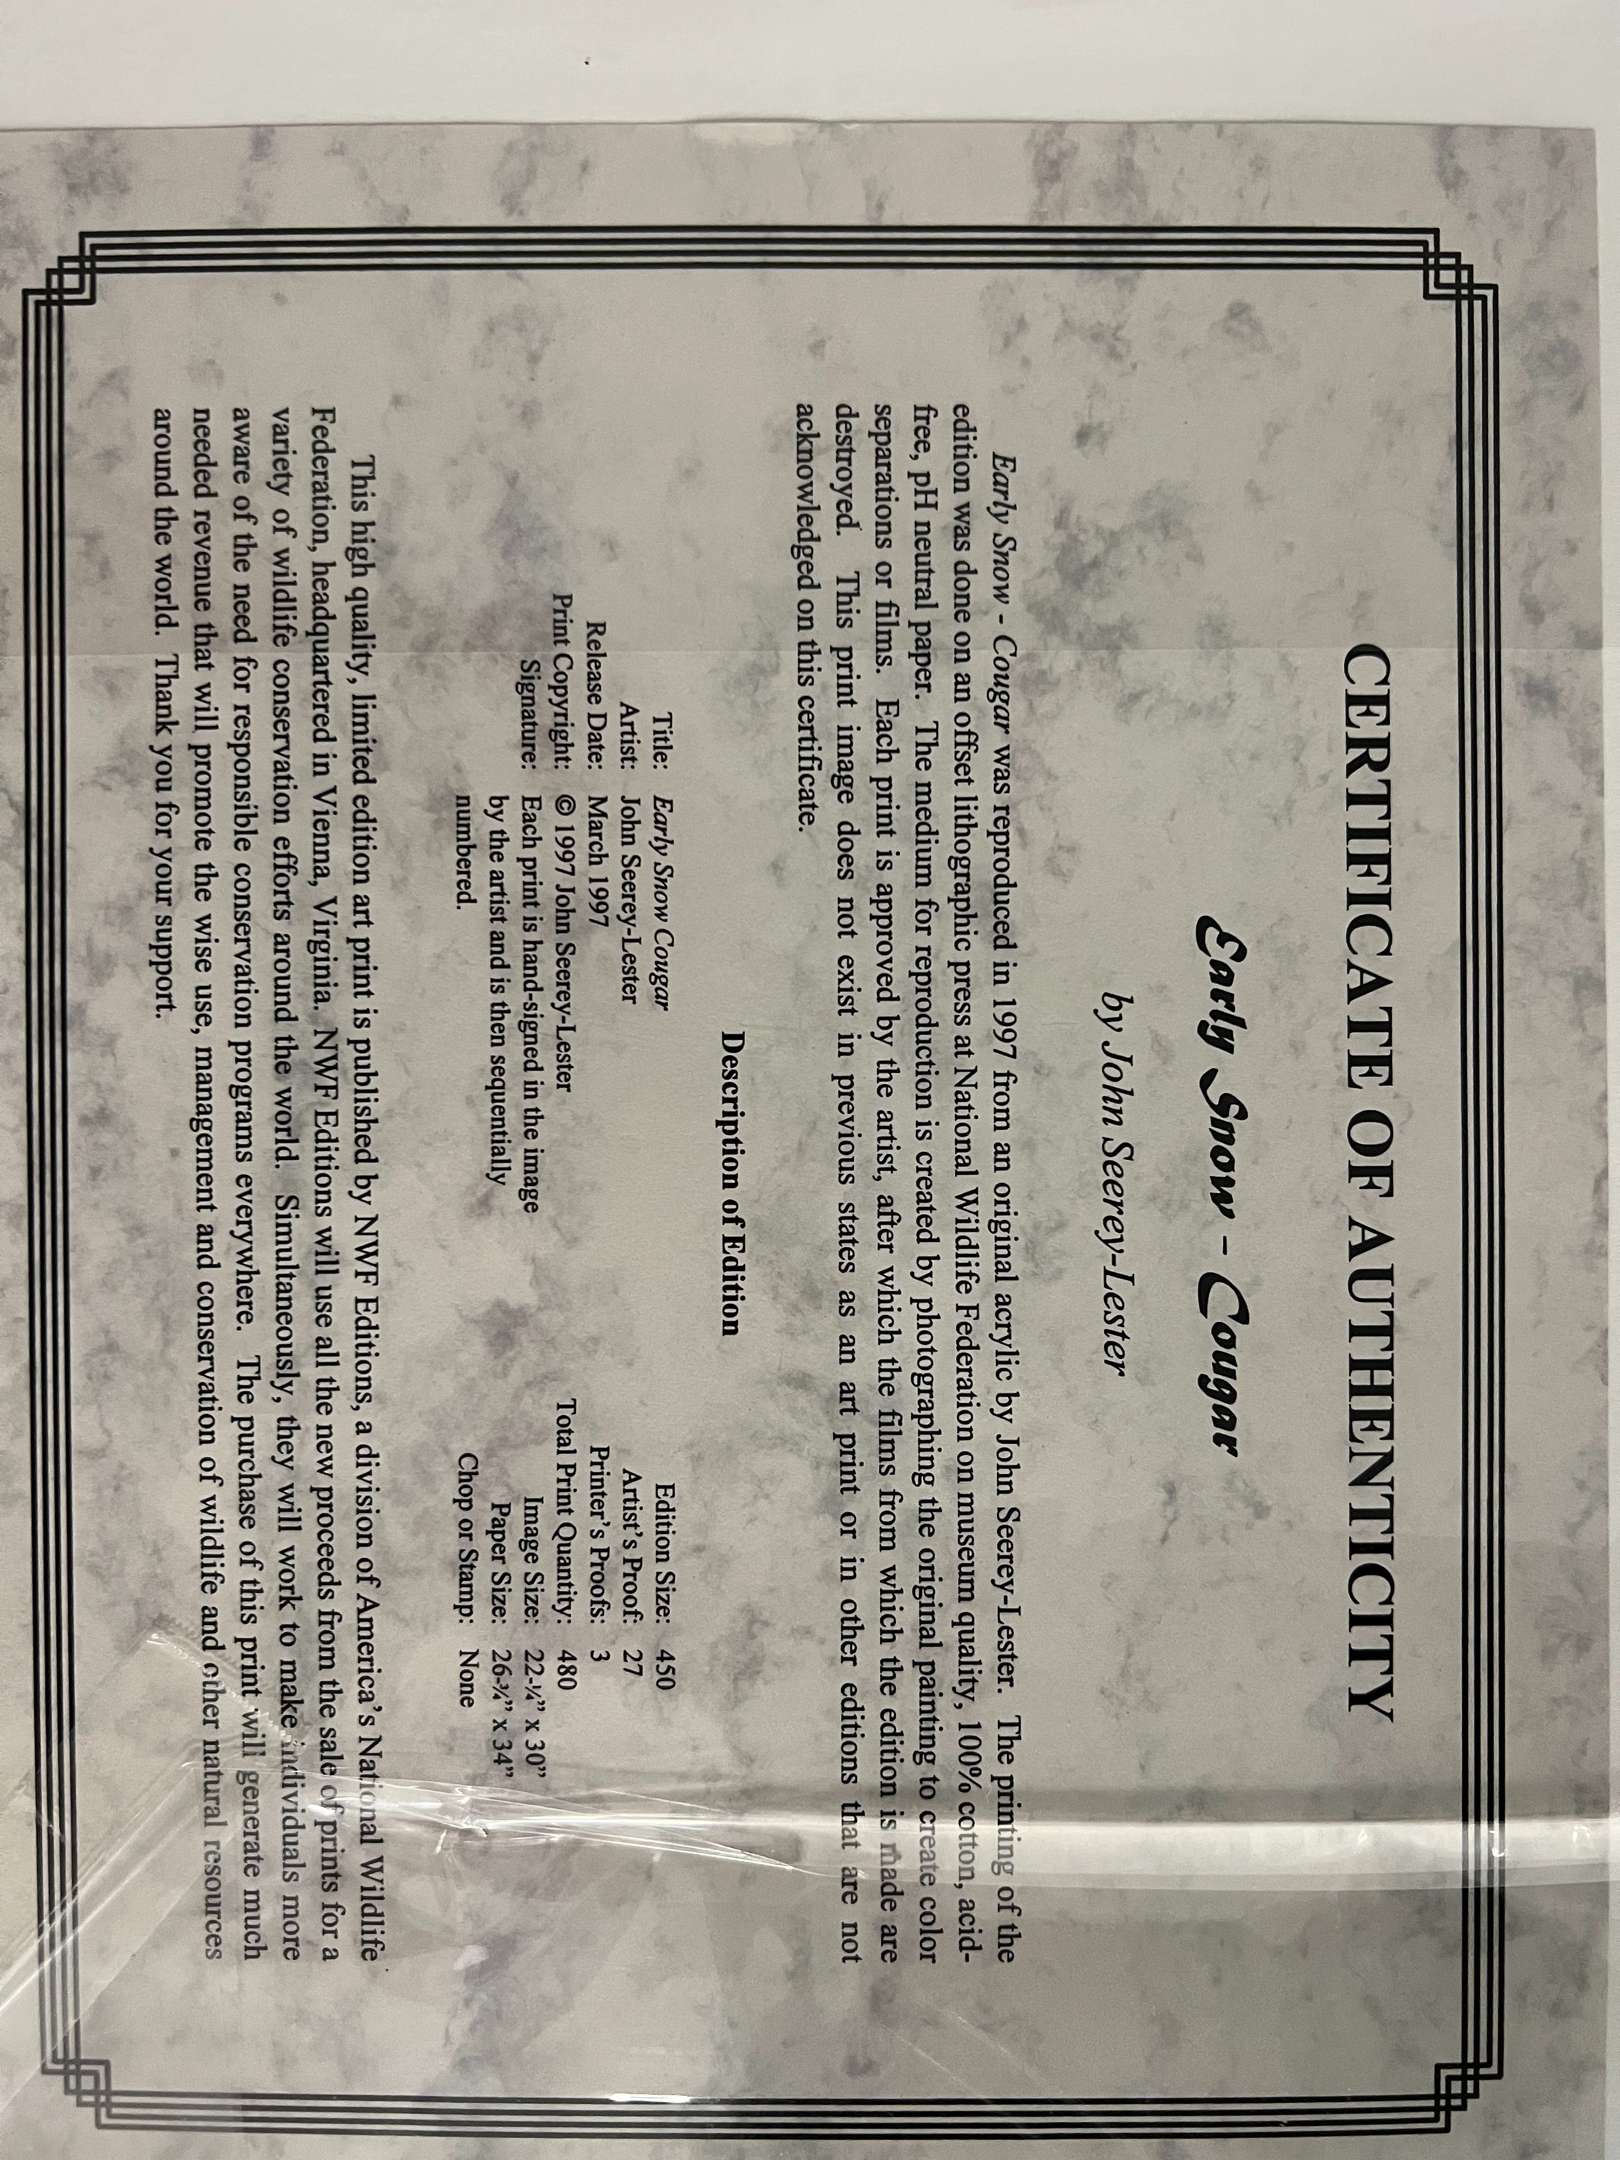 CERTIFICATE OF AUTHENTICITY
Early Snow - Cougar
by John Seerey-Lester
Early Snow - Cougar was reproduced in 1997 from an original acrylic by John Seerey-Lester. The printing of the
edition was done on an offset lithographic press at National Wildlife Federation on museum quality, 100% cotton, acid-
free, pH neutral paper. The medium for reproduction is created by photographing the original painting to create color
separations or films. Each print is approved by the artist, after which the films from which the edition is made are
destroyed. This print image does not exist in previous states as an art print or in other editions that are not
acknowledged on this certificate.
Description of Edition
Title: Early Snow Cougar
Artist: John Seerey-Lester
Release Date: March 1997
Print Copyright: © 1997 John Seerey-Lester
Signature: Each print is hand-signed in the image
by the artist and is then sequentially
numbered.
Edition Size: 450
Artist's Proof: 27
Printer's Proofs: 3
Total Print Quantity: 480
Image Size: 22-¼" x 30"
Paper Size: 26-¾" x 34"
Chop or Stamp: None
This high quality, limited edition art print is published by NWF Editions, a division of America's National Wildlife
Federation, headquartered in Vienna, Virginia. NWF Editions will use all the new proceeds from the sale of prints for a
variety of wildlife conservation efforts around the world. Simultaneously, they will work to make individuals more
aware of the need for responsible conservation programs everywhere. The purchase of this print will generate much
needed revenue that will promote the wise use, management and conservation of wildlife and other natural resources
around the world. Thank you for your support.